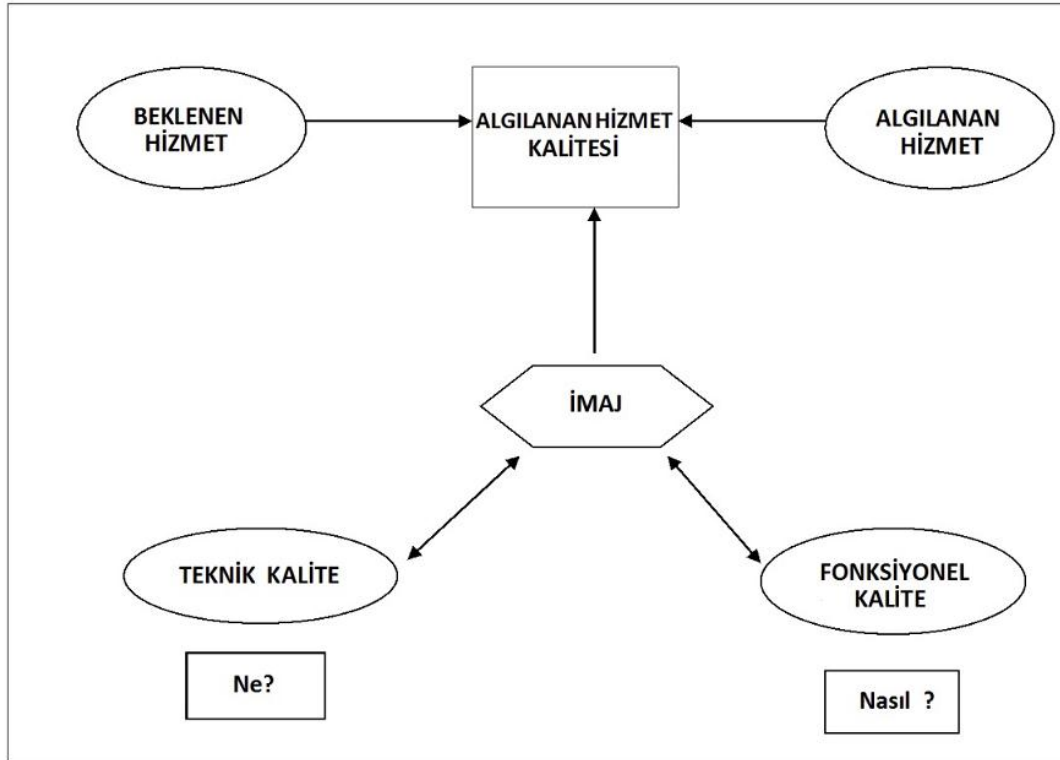 BEKLENEN
HİZMET
ALGILANAN HİZMET
KALİTESİ
ALGILANAN
HİZMET
İMAJ
TEKNİK KALİTE
FONKSİYONEL
KALİTE
Ne?
Nasıl ?